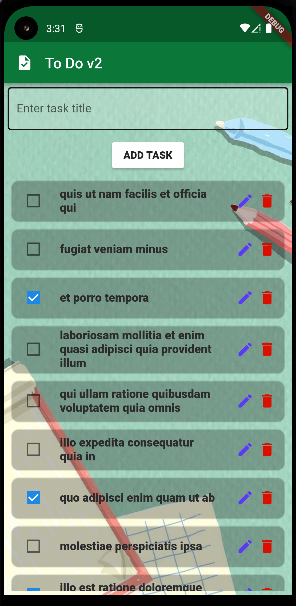 3:31
DEBUG
To Do v2
Enter task title
ADD TASK
quis ut nam facilis et officia
qui
fugiat veniam minus
et porro tempora
laboriosam mollitia et enim
quasi adipisci quia provident
illum
qui ullam ratione quibusdam
voluptatem quia omnis
illo expedita consequatur
quia in
quo adipisci enim quam ut ab
molestiae perspiciatis ipsa
illo est ratione doloremque